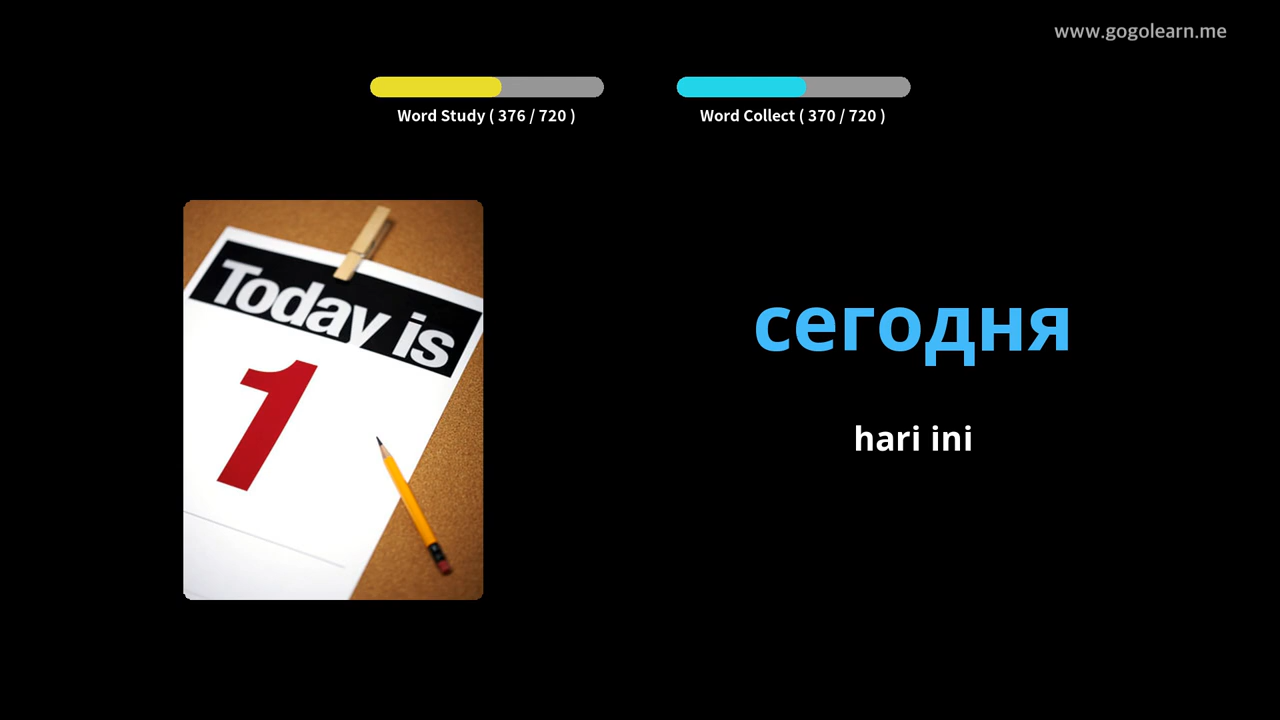 www.gogolearn.me
Word Study ( 376 / 720 )
Word Collect ( 370 / 720 )
Today is
1
сегодня
hari ini